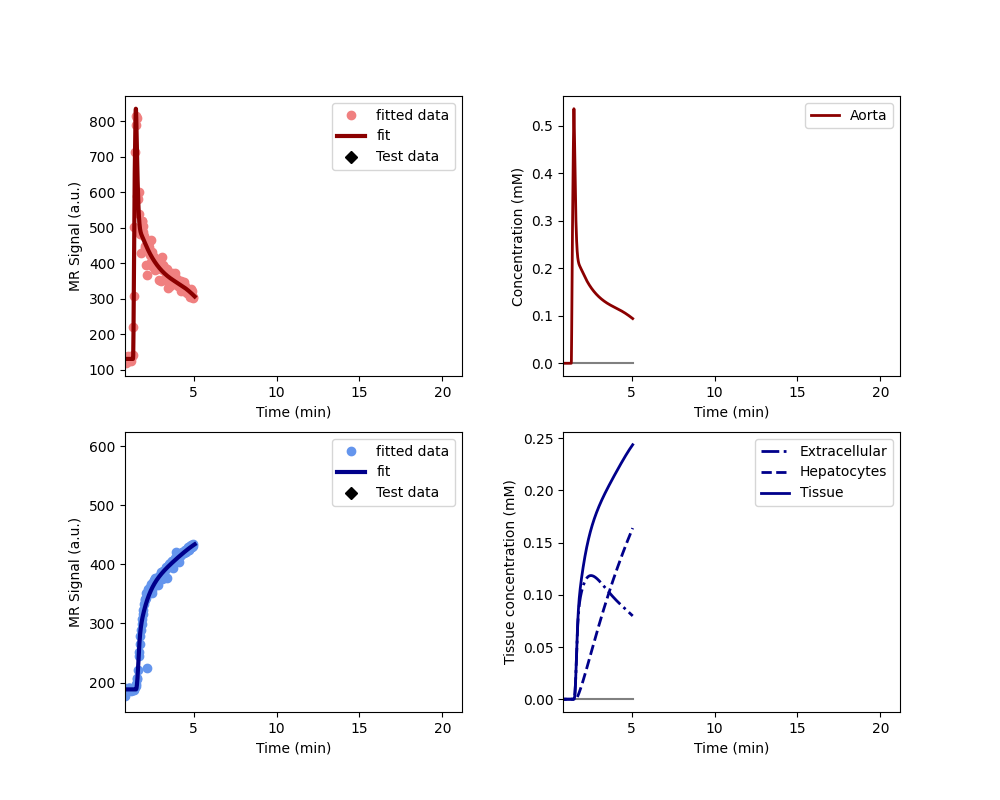 800
700
600
500
400
300
200
100
MR Signal (a.u.)
fitted data
fit
Test data
5
10
15
20
Time (min)
0.5
0.4
0.3
0.2
0.1
0.0
Concentration (mM)
Aorta
5
10
15
20
Time (min)
600
500
400
300
200
MR Signal (a.u.)
fitted data
fit
Test data
5
10
15
20
Time (min)
0.25
0.20
0.15
0.10
0.05
0.00
Tissue concentration (mM)
Extracellular
Hepatocytes
Tissue
5
10
15
20
Time (min)